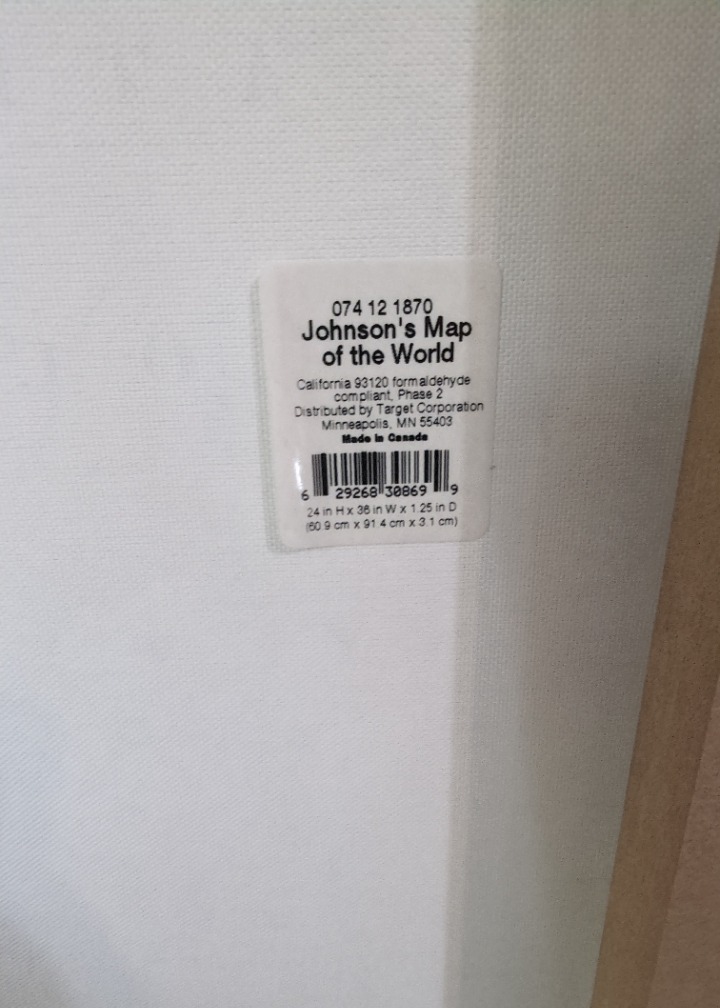 074 12 1870
Johnson's Map
of the World
California 93120 formaldehyde
compliant, Phase 2
Distributed by Target Corporation
Minneapolis, MN 55403
Made in Canada
6 29268 30869 9
24 in H x 36 in W x 1.25 in D
(60.9 cm x 91.4 cm x 3.1 cm)